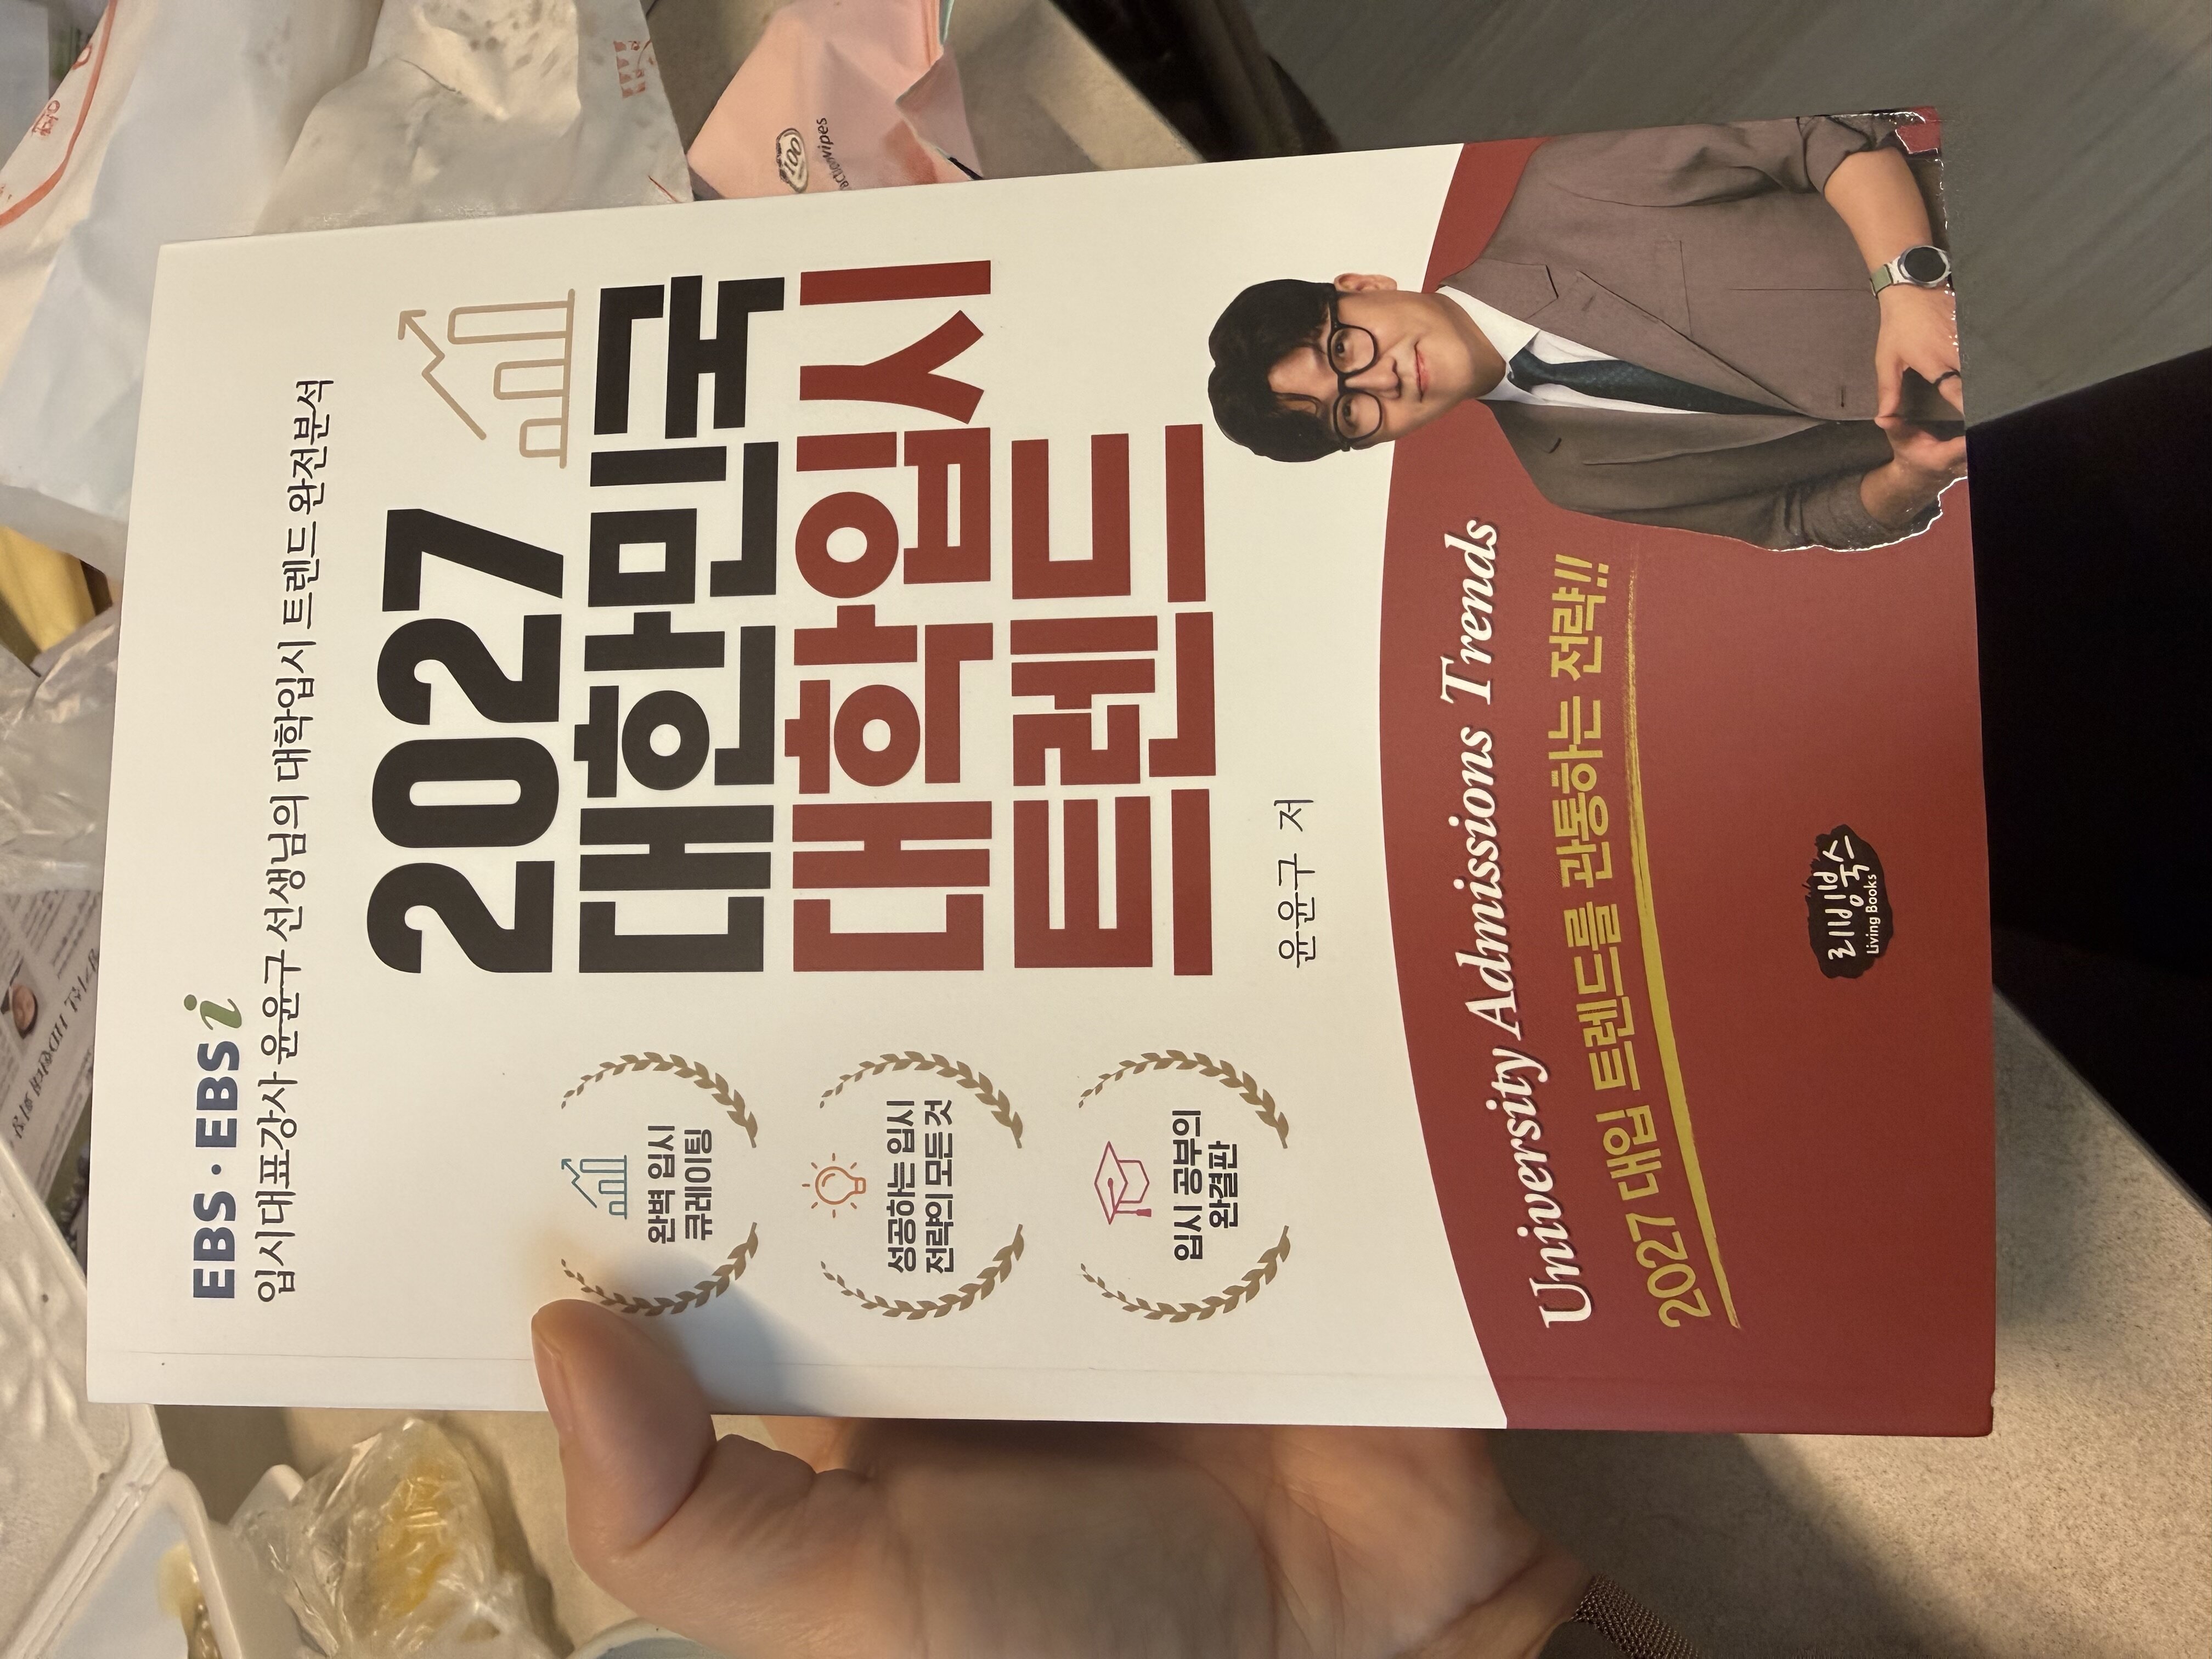 EBS·EBSi
입시대표강사 윤윤구 선생님의 대학입시 트렌드 완전분석
2027
대한민국
대학입시
트렌드
윤윤구 저
완벽 입시
큐레이팅
성공하는 입시
전략의 모든것
입시 공부의
완결판
University Admissions Trends
2027 대입 트렌드를 관통하는 전략!!
리빙북스
Living Books
100
wipes